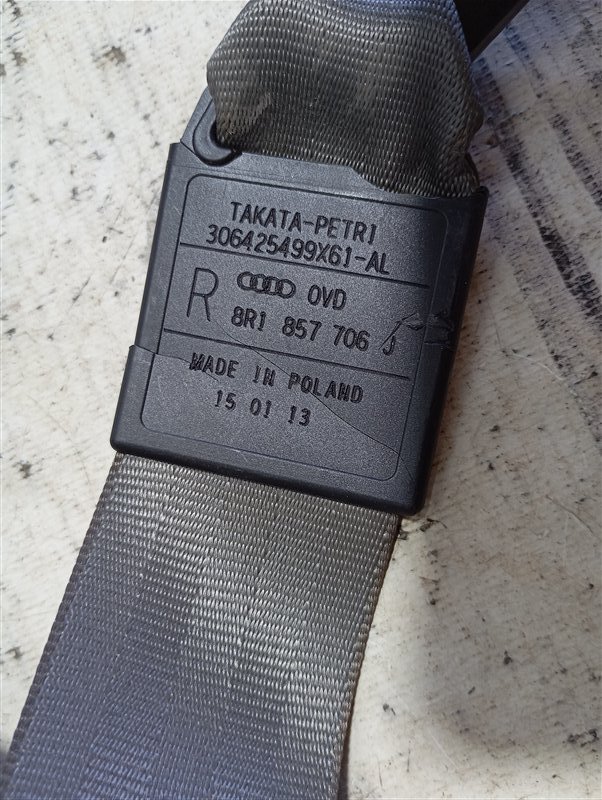 TAKATA-PETRI
306425499X61-AL
R OVD
8R1 857 706 J
MADE IN POLAND
15 01 13